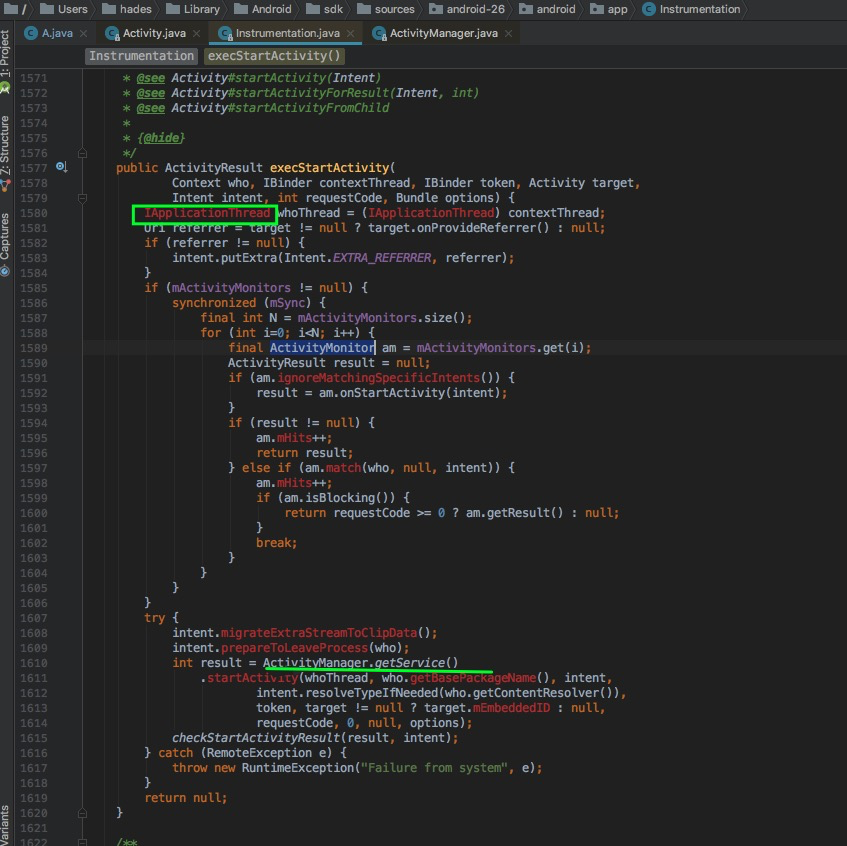 / Users hades Library Android sdk sources android-26 android app Instrumentation
A.java Activity.java Instrumentation.java ActivityManager.java
Instrumentation execStartActivity()
1: Project
7: Structure
Captures
Variants
1571 * @see Activity#startActivity(Intent)
1572 * @see Activity#startActivityForResult(Intent, int)
1573 * @see Activity#startActivityFromChild
1574 *
1575 * {@hide}
1576 */
1577 public ActivityResult execStartActivity(
1578 Context who, IBinder contextThread, IBinder token, Activity target,
1579 Intent intent, int requestCode, Bundle options) {
1580 IApplicationThread whoThread = (IApplicationThread) contextThread;
1581 Uri referrer = target != null ? target.onProvideReferrer() : null;
1582 if (referrer != null) {
1583 intent.putExtra(Intent.EXTRA_REFERRER, referrer);
1584 }
1585 if (mActivityMonitors != null) {
1586 synchronized (mSync) {
1587 final int N = mActivityMonitors.size();
1588 for (int i=0; i<N; i++) {
1589 final ActivityMonitor am = mActivityMonitors.get(i);
1590 ActivityResult result = null;
1591 if (am.ignoreMatchingSpecificIntents()) {
1592 result = am.onStartActivity(intent);
1593 }
1594 if (result != null) {
1595 am.mHits++;
1596 return result;
1597 } else if (am.match(who, null, intent)) {
1598 am.mHits++;
1599 if (am.isBlocking()) {
1600 return requestCode >= 0 ? am.getResult() : null;
1601 }
1602 break;
1603 }
1604 }
1605 }
1606 }
1607 try {
1608 intent.migrateExtraStreamToClipData();
1609 intent.prepareToLeaveProcess(who);
1610 int result = ActivityManager.getService()
1611 .startActivity(whoThread, who.getBasePackageName(), intent,
1612 intent.resolveTypeIfNeeded(who.getContentResolver()),
1613 token, target != null ? target.mEmbeddedID : null,
1614 requestCode, 0, null, options);
1615 checkStartActivityResult(result, intent);
1616 } catch (RemoteException e) {
1617 throw new RuntimeException("Failure from system", e);
1618 }
1619 return null;
1620 }
1621
1622 /**